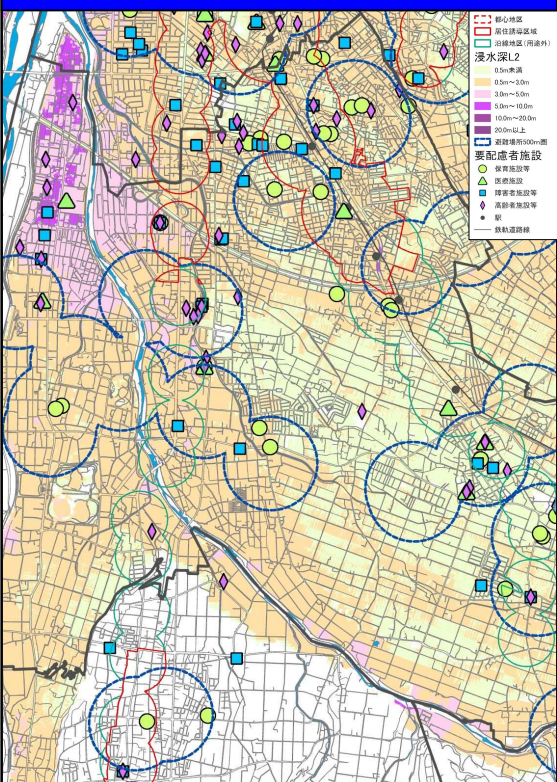 都心地区
居住誘導区域
沿線地区(用途外)
浸水深L2
0.5m未満
0.5m～3.0m
3.0m～5.0m
5.0m～10.0m
10.0m～20.0m
20.0m以上
避難場所500m圏
要配慮者施設
保育施設等
医療施設
障害者施設等
高齢者施設等
駅
鉄軌道路線